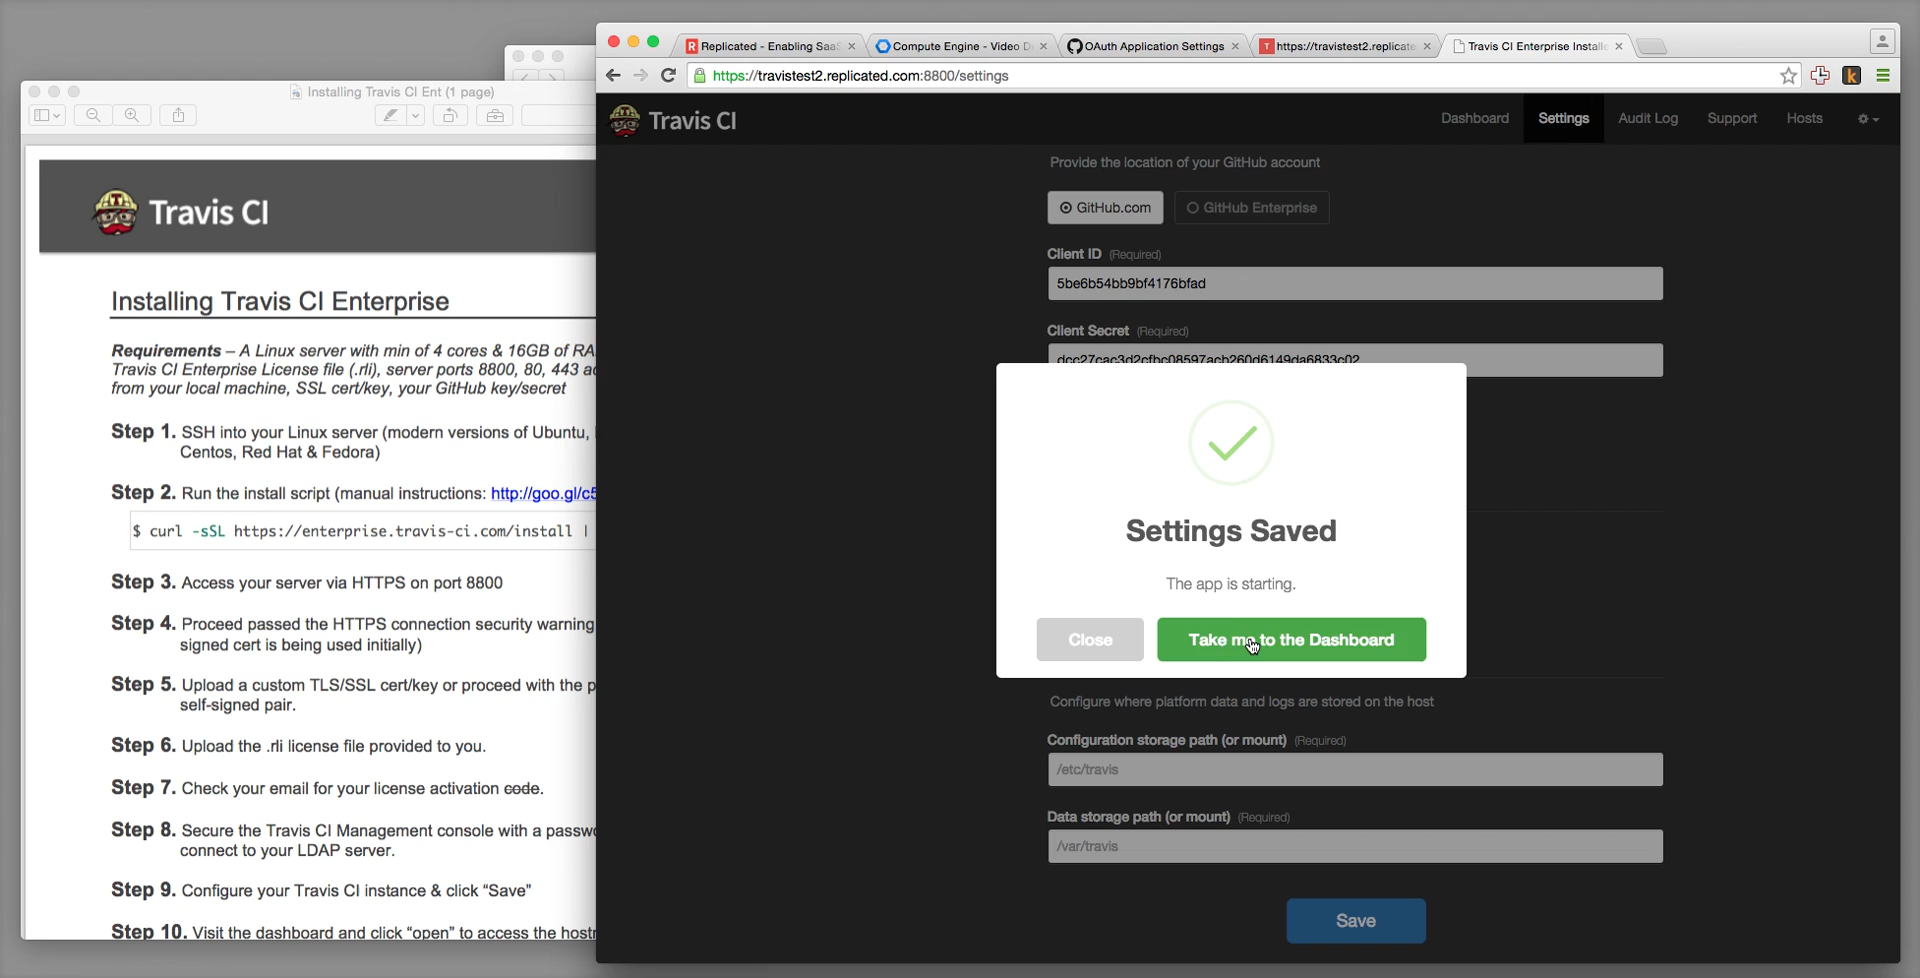 Installing Travis CI Ent (1 page)
Travis CI
Installing Travis CI Enterprise
Requirements – A Linux server with min of 4 cores & 16GB of RA
Travis CI Enterprise License file (.rli), server ports 8800, 80, 443 a
from your local machine, SSL cert/key, your GitHub key/secret
Step 1. SSH into your Linux server (modern versions of Ubuntu,
Centos, Red Hat & Fedora)
Step 2. Run the install script (manual instructions: http://goo.gl/c5
$ curl -sSL https://enterprise.travis-ci.com/install |
Step 3. Access your server via HTTPS on port 8800
Step 4. Proceed passed the HTTPS connection security warning
signed cert is being used initially)
Step 5. Upload a custom TLS/SSL cert/key or proceed with the p
self-signed pair.
Step 6. Upload the .rli license file provided to you.
Step 7. Check your email for your license activation code.
Step 8. Secure the Travis CI Management console with a passw
connect to your LDAP server.
Step 9. Configure your Travis CI instance & click “Save”
Step 10. Visit the dashboard and click “open” to access the host
Replicated - Enabling SaaS
Compute Engine - Video D
OAuth Application Settings
https://travistest2.replicate
Travis CI Enterprise Installe
https://travistest2.replicated.com:8800/settings
k
Travis CI
Dashboard
Settings
Audit Log
Support
Hosts
Provide the location of your GitHub account
GitHub.com
GitHub Enterprise
Client ID (Required)
5be6b54bb9bf4176bfad
Client Secret (Required)
dcc27cac3d2cfbc08597acb260d6149da6833c02
Settings Saved
The app is starting.
Close
Take me to the Dashboard
Configure where platform data and logs are stored on the host
Configuration storage path (or mount) (Required)
/etc/travis
Data storage path (or mount) (Required)
/var/travis
Save